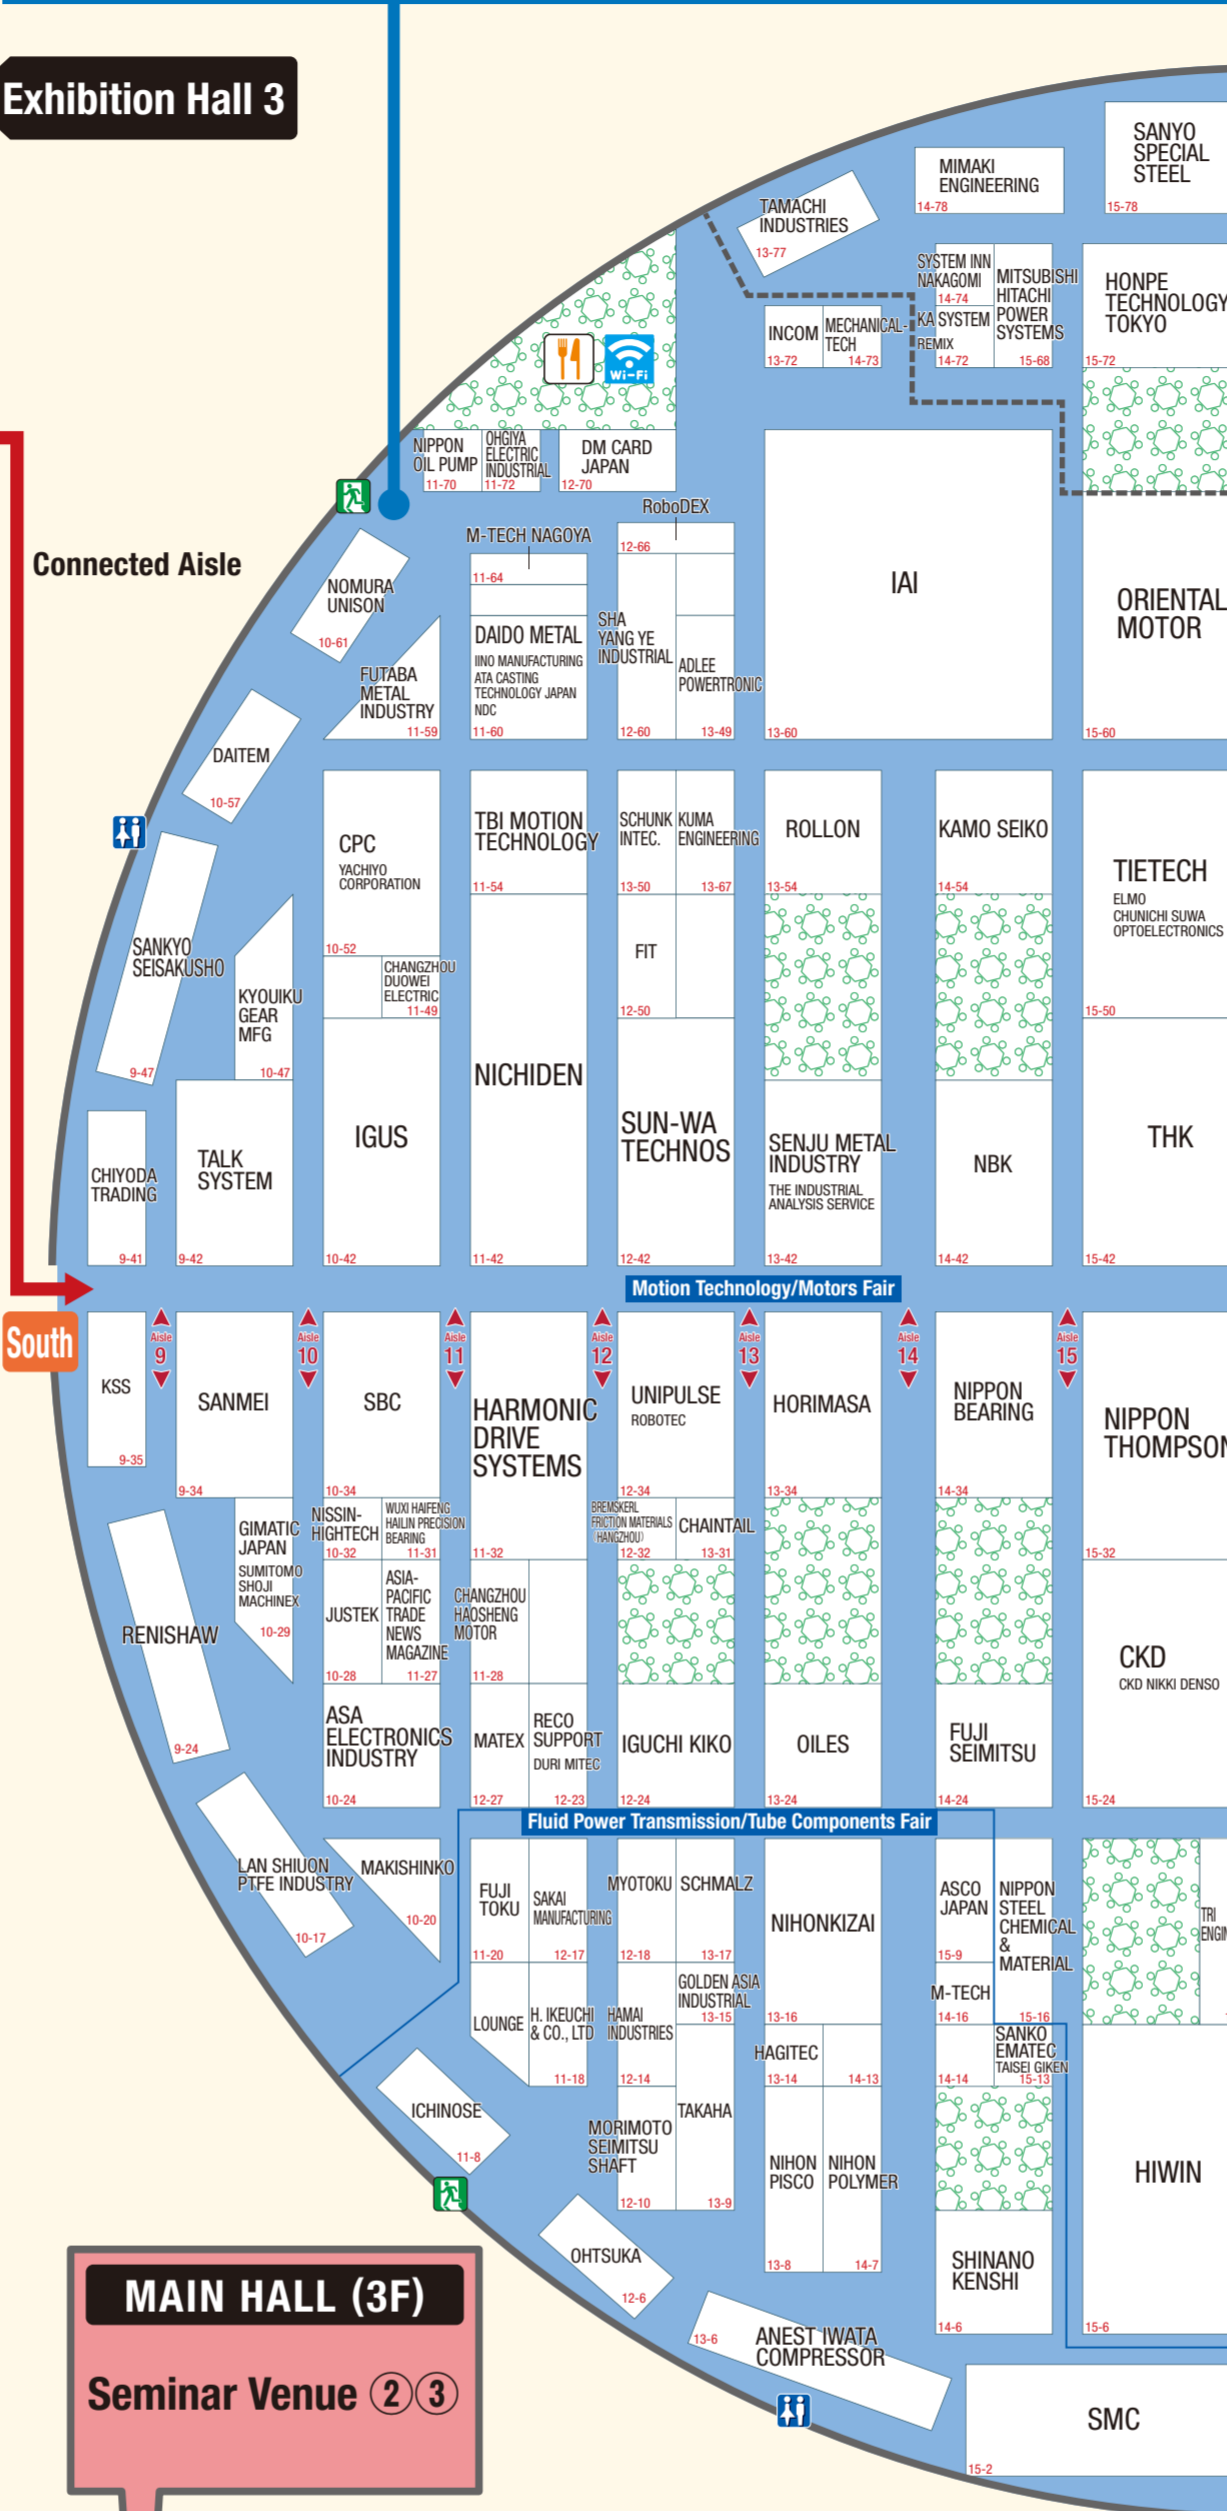 Exhibition Hall 3
SANYO
SPECIAL
STEEL
15-78
MIMAKI
ENGINEERING
14-78
TAMACHI
INDUSTRIES
13-77
SYSTEM INN
NAKAGOMI
14-74
MITSUBISHI
HITACHI
POWER
SYSTEMS
15-68
KA SYSTEM
REMIX
14-72
HONPE
TECHNOLOGY
TOKYO
15-72
INCOM
13-72
MECHANICAL-
TECH
14-73
Wi-Fi
NIPPON
OIL PUMP
11-70
OHGIYA
ELECTRIC
INDUSTRIAL
11-72
DM CARD
JAPAN
12-70
RoboDEX
12-66
M-TECH NAGOYA
11-64
Connected Aisle
NOMURA
UNISON
10-61
IAI
13-60
ORIENTAL
MOTOR
15-60
FUTABA
METAL
INDUSTRY
11-59
DAIDO METAL
IINO MANUFACTURING
ATA CASTING
TECHNOLOGY JAPAN
NDC
11-60
SHA
YANG YE
INDUSTRIAL
12-60
ADLEE
POWERTRONIC
13-49
DAITEM
10-57
CPC
YACHIYO
CORPORATION
10-52
TBI MOTION
TECHNOLOGY
11-54
SCHUNK
INTEC.
13-50
KUMA
ENGINEERING
13-67
ROLLON
13-54
KAMO SEIKO
14-54
TIETECH
ELMO
CHUNICHI SUWA
OPTOELECTRONICS
15-50
SANKYO
SEISAKUSHO
9-47
KYOUIKU
GEAR
MFG
10-47
CHANGZHOU
DUOWEI
ELECTRIC
11-49
FIT
12-50
NICHIDEN
11-42
CHIYODA
TRADING
9-41
TALK
SYSTEM
9-42
IGUS
10-42
SUN-WA
TECHNOS
12-42
SENJU METAL
INDUSTRY
THE INDUSTRIAL
ANALYSIS SERVICE
13-42
NBK
14-42
THK
15-42
Motion Technology/Motors Fair
South
Aisle
9
Aisle
10
Aisle
11
Aisle
12
Aisle
13
Aisle
14
Aisle
15
KSS
9-35
SANMEI
9-34
SBC
10-34
HARMONIC
DRIVE
SYSTEMS
11-32
UNIPULSE
ROBOTEC
12-34
HORIMASA
13-34
NIPPON
BEARING
14-34
NIPPON
THOMPSON
15-32
GIMATIC
JAPAN
SUMITOMO
SHOJI
MACHINEX
10-29
NISSIN-
HIGHTECH
10-32
WUXI HAIFENG
HAILIN PRECISION
BEARING
11-31
BREMSKERL
FRICTION MATERIALS
(HANGZHOU)
12-32
CHAINTAIL
13-31
RENISHAW
9-24
JUSTEK
10-28
ASIA-
PACIFIC
TRADE
NEWS
MAGAZINE
11-27
CHANGZHOU
HAOSHENG
MOTOR
11-28
CKD
CKD NIKKI DENSO
15-24
ASA
ELECTRONICS
INDUSTRY
10-24
MATEX
12-27
RECO
SUPPORT
DURI MITEC
12-23
IGUCHI KIKO
12-24
OILES
13-24
FUJI
SEIMITSU
14-24
Fluid Power Transmission/Tube Components Fair
LAN SHIUON
PTFE INDUSTRY
10-17
MAKISHINKO
10-20
FUJI
TOKU
11-20
SAKAI
MANUFACTURING
12-17
MYOTOKU
12-18
SCHMALZ
13-17
NIHONKIZAI
13-16
ASCO
JAPAN
15-9
NIPPON
STEEL
CHEMICAL
&
MATERIAL
15-16
TRI
M-TECH
14-16
LOUNGE
H. IKEUCHI
& CO., LTD
11-18
HAMAI
INDUSTRIES
12-14
GOLDEN ASIA
INDUSTRIAL
13-15
HAGITEC
13-14
14-13
14-14
SANKO
EMATEC
TAISEI GIKEN
15-13
ICHINOSE
11-8
MORIMOTO
SEIMITSU
SHAFT
12-10
TAKAHA
13-9
NIHON
PISCO
13-8
NIHON
POLYMER
14-7
HIWIN
15-6
OHTSUKA
12-6
SHINANO
KENSHI
14-6
13-6
ANEST IWATA
COMPRESSOR
SMC
15-2
MAIN HALL (3F)
Seminar Venue ②③